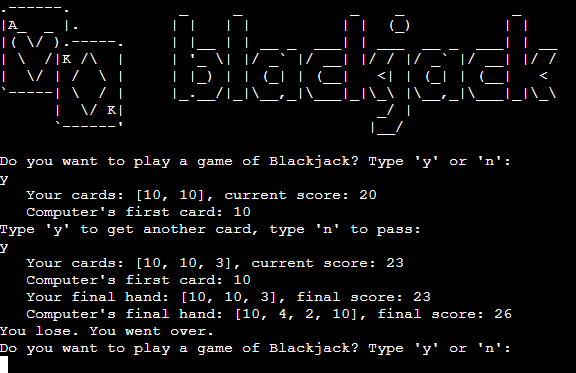 A
K
K
blackjack
Do you want to play a game of Blackjack? Type 'y' or 'n':
y
Your cards: [10, 10], current score: 20
Computer's first card: 10
Type 'y' to get another card, type 'n' to pass:
y
Your cards: [10, 10, 3], current score: 23
Computer's first card: 10
Your final hand: [10, 10, 3], final score: 23
Computer's final hand: [10, 4, 2, 10], final score: 26
You lose. You went over.
Do you want to play a game of Blackjack? Type 'y' or 'n':